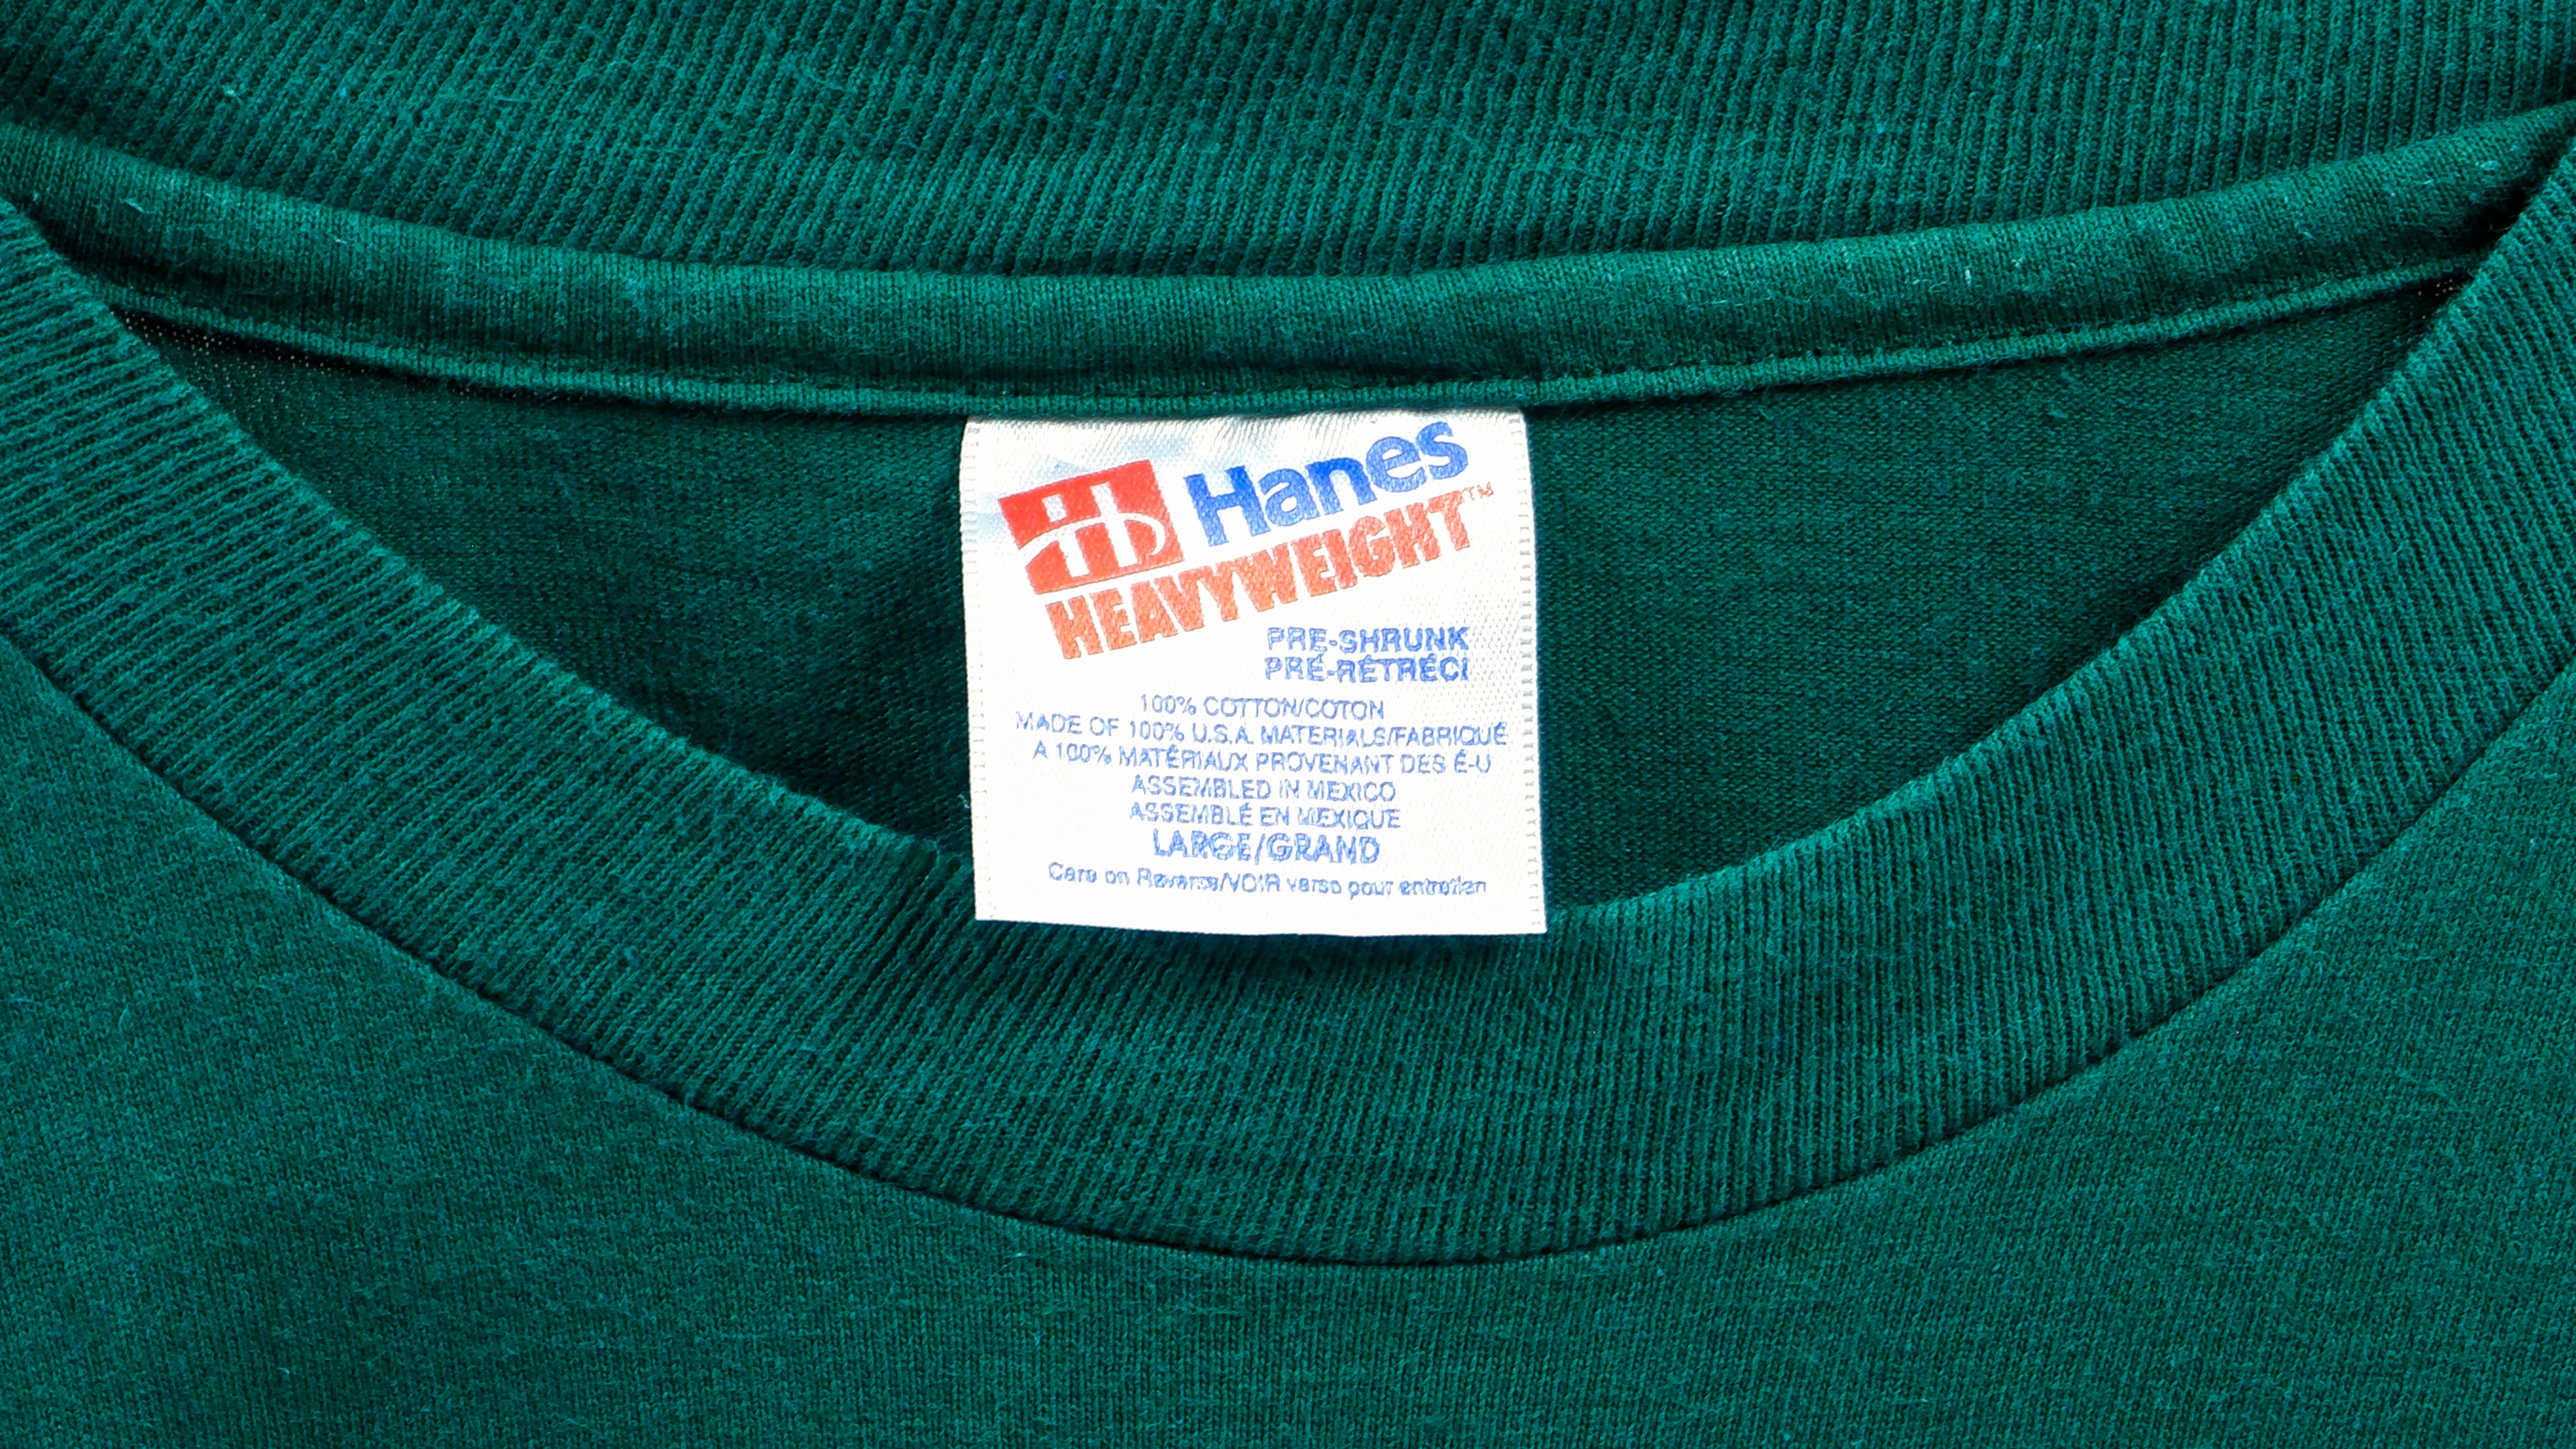 Hanes
HEAVYWEIGHT™
PRE-SHRUNK
PRÉ-RÉTRÉCI
100% COTTON/COTON
MADE OF 100% U.S.A. MATERIALS/FABRIQUÉ
A 100% MATÉRIAUX PROVENANT DES É-U
ASSEMBLED IN MEXICO
ASSEMBLÉ EN MEXIQUE
LARGE/GRAND
Care on Reverse/VOIR verso pour entretien